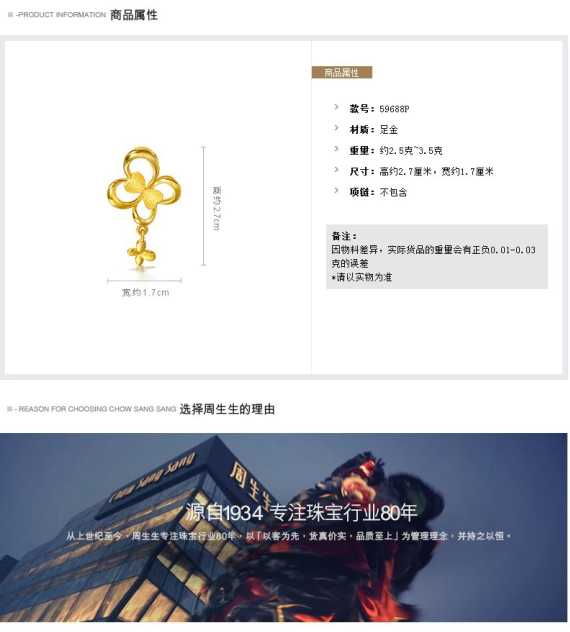 -PRODUCT INFORMATION 商品属性
商品属性
款号：59688P
材质：足金
重量：约2.5克~3.5克
尺寸：高约2.7厘米，宽约1.7厘米
项链：不包含
高约2.7cm
宽约1.7cm
备注：
因物料差异，实际货品的重量会有正负0.01-0.03
克的误差
*请以实物为准
- REASON FOR CHOOSING CHOW SANG SANG 选择周生生的理由
Chow Sang Sang
周生生
源自1934 专注珠宝行业80年
从上世纪至今，周生生专注珠宝行业80年，以「以客为先，货真价实，品质至上」为管理理念，并持之以恒。